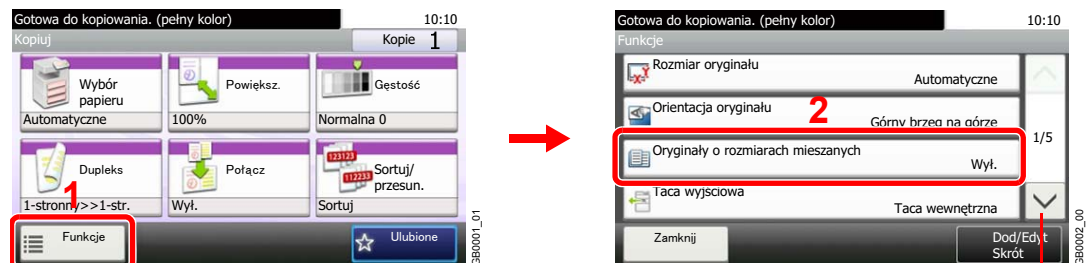 Gotowa do kopiowania. (pełny kolor) 10:10
Kopiuj Kopie 1
Wybór papieru
Automatyczne
Powiększ.
100%
Gęstość
Normalna 0
Dupleks
1-stronny>>1-str.
Połącz
Wył.
123123
112233
Sortuj/
przesun.
Sortuj
1
Funkcje
Ulubione
GB0001_01
Gotowa do kopiowania. (pełny kolor) 10:10
Funkcje
Rozmiar oryginału
Automatyczne
Orientacja oryginału
Górny brzeg na górze
2
1/5
Oryginały o rozmiarach mieszanych
Wył.
Taca wyjściowa
Taca wewnętrzna
Zamknij
Dod/Edyt
Skrót
GB0002_00